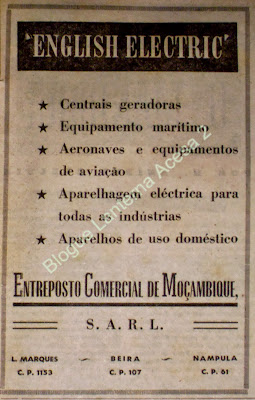 'ENGLISH ELECTRIC'
★ Centrais geradoras
★ Equipamento marítimo
★ Aeronaves e equipamentos
de aviação
★ Aparelhagem eléctrica para
todas as indústrias
★ Aparelhos de uso doméstico
Blogue Lanterna Acesa 2
ENTREPOSTO COMERCIAL DE MOÇAMBIQUE,
S. A. R. L.
L. MARQUES ~ BEIRA ~ NAMPULA
C. P. 1153 C. P. 107 C. P. 61